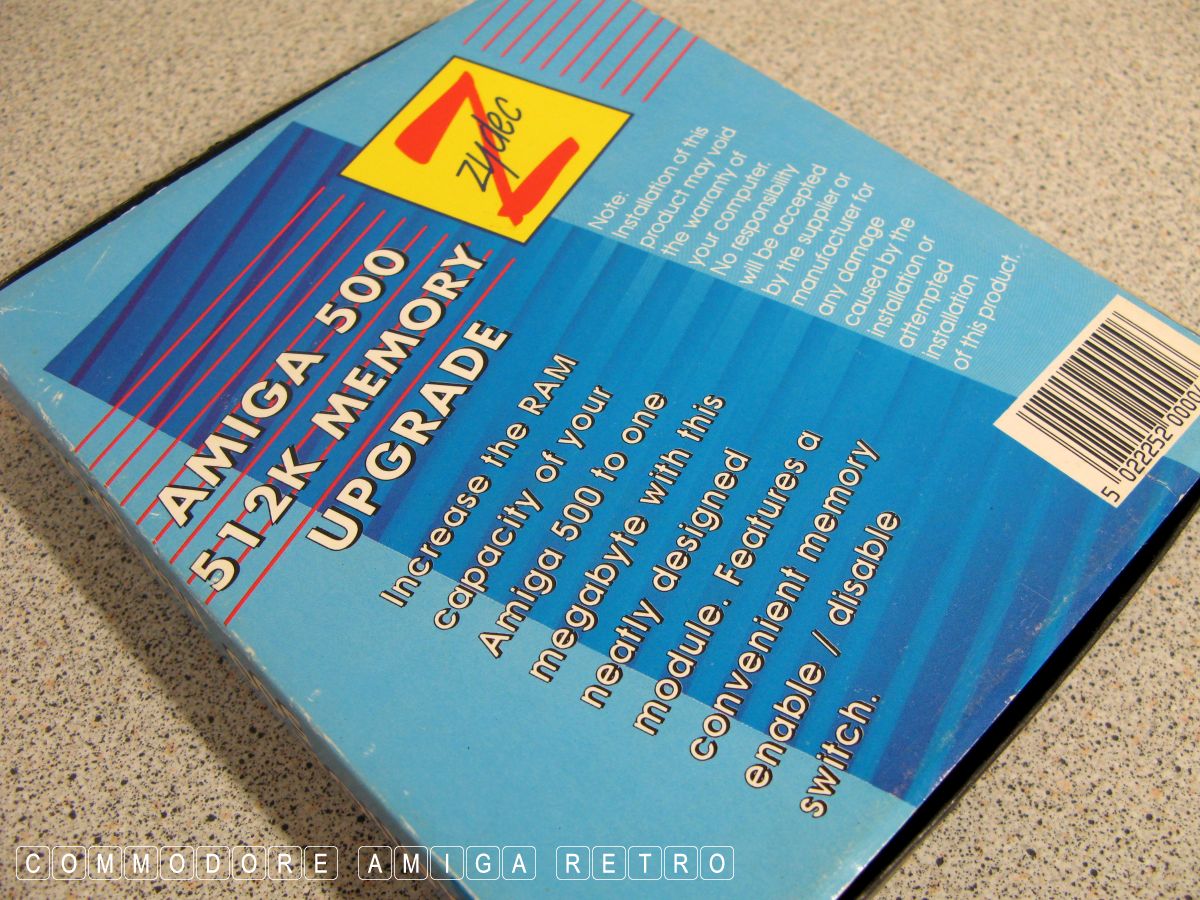 Zydec
AMIGA 500
512K MEMORY
UPGRADE
Increase the RAM
capacity of your
Amiga 500 to one
megabyte with this
neatly designed
module. Features a
convenient memory
enable / disable
switch.
Note:
Installation of this
product may void
the warranty of
your computer.
No responsibility
will be accepted
by the supplier or
manufacturer for
any damage
caused by the
installation or
attempted
installation
of this product.
COMMODORE AMIGA RETRO